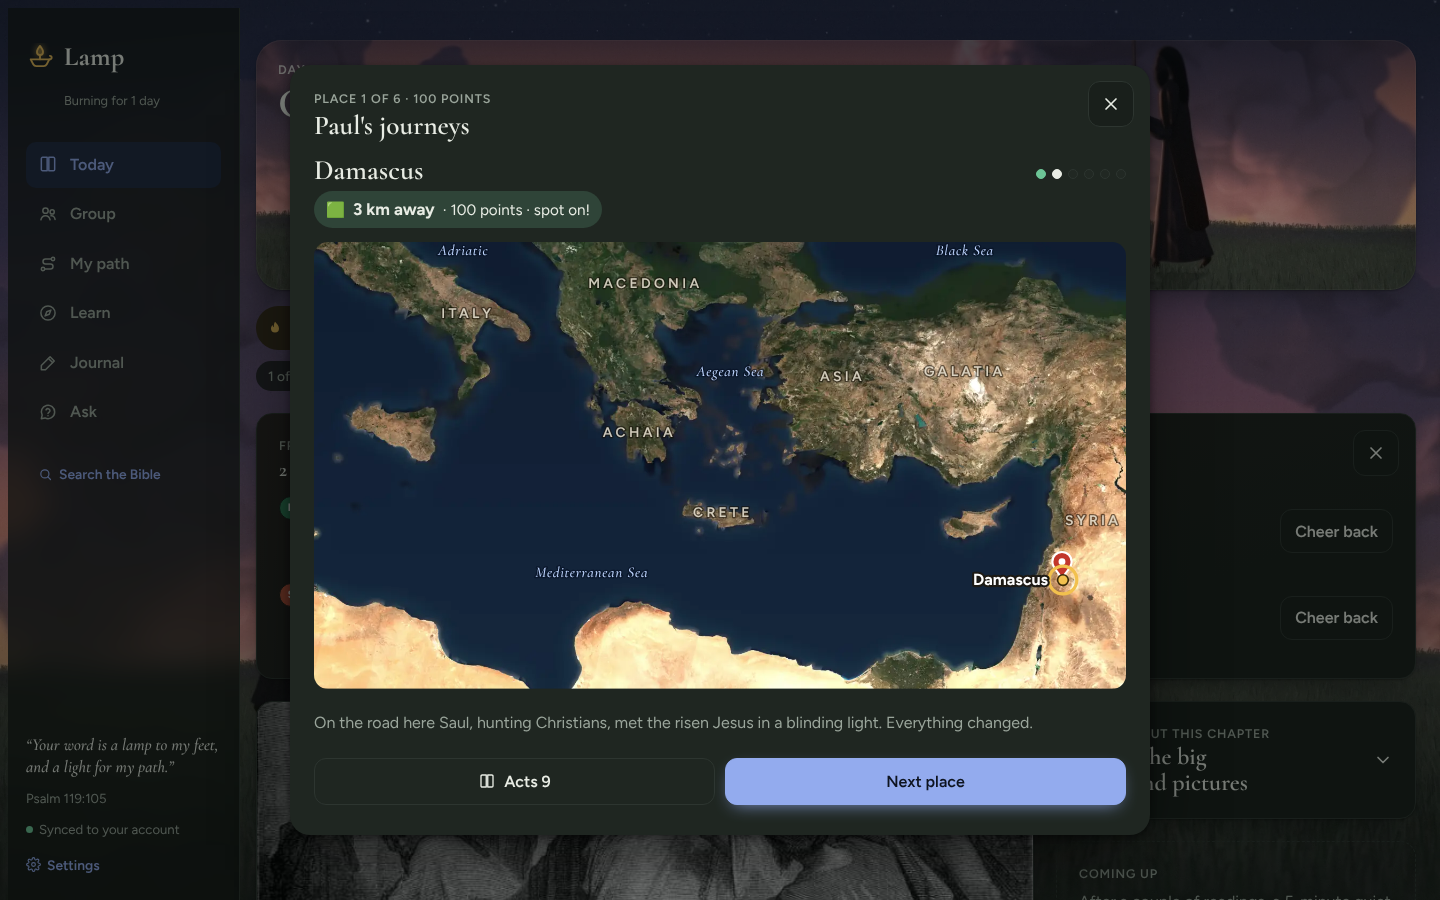 Lamp
Burning for 1 day
Today
Group
My path
Learn
Journal
Ask
Search the Bible
“Your word is a lamp to my feet,
and a light for my path.”
Psalm 119:105
Synced to your account
Settings
PLACE 1 OF 6 · 100 POINTS
Paul's journeys
Damascus
3 km away · 100 points · spot on!
Adriatic
Black Sea
MACEDONIA
ITALY
Aegean Sea
ASIA
GALATIA
ACHAIA
CRETE
SYRIA
Mediterranean Sea
Damascus
On the road here Saul, hunting Christians, met the risen Jesus in a blinding light. Everything changed.
Acts 9
Next place
1 of
2
Cheer back
Cheer back
UT THIS CHAPTER
he big
nd pictures
COMING UP